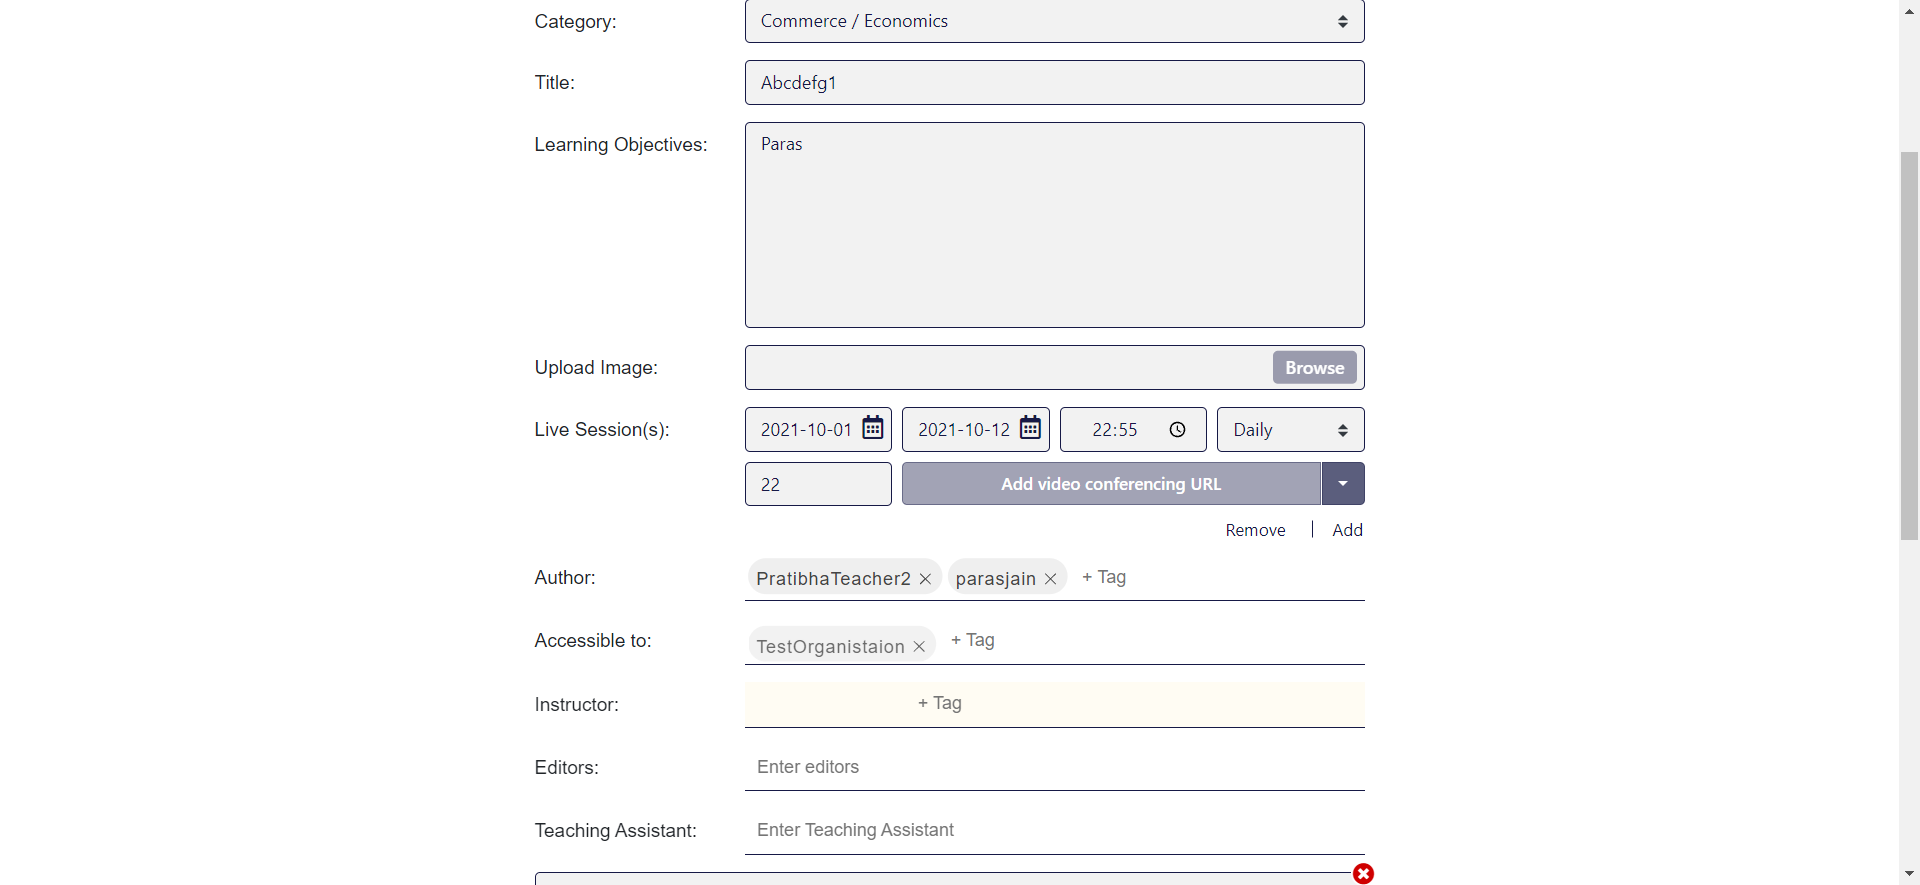 Category: Commerce / Economics
Title: Abcdefg1
Learning Objectives: Paras
Upload Image: Browse
Live Session(s): 2021-10-01 2021-10-12 22:55 Daily
22 Add video conferencing URL
Remove | Add
Author: PratibhaTeacher2 × parasjain × + Tag
Accessible to: TestOrganistaion × + Tag
Instructor: + Tag
Editors: Enter editors
Teaching Assistant: Enter Teaching Assistant